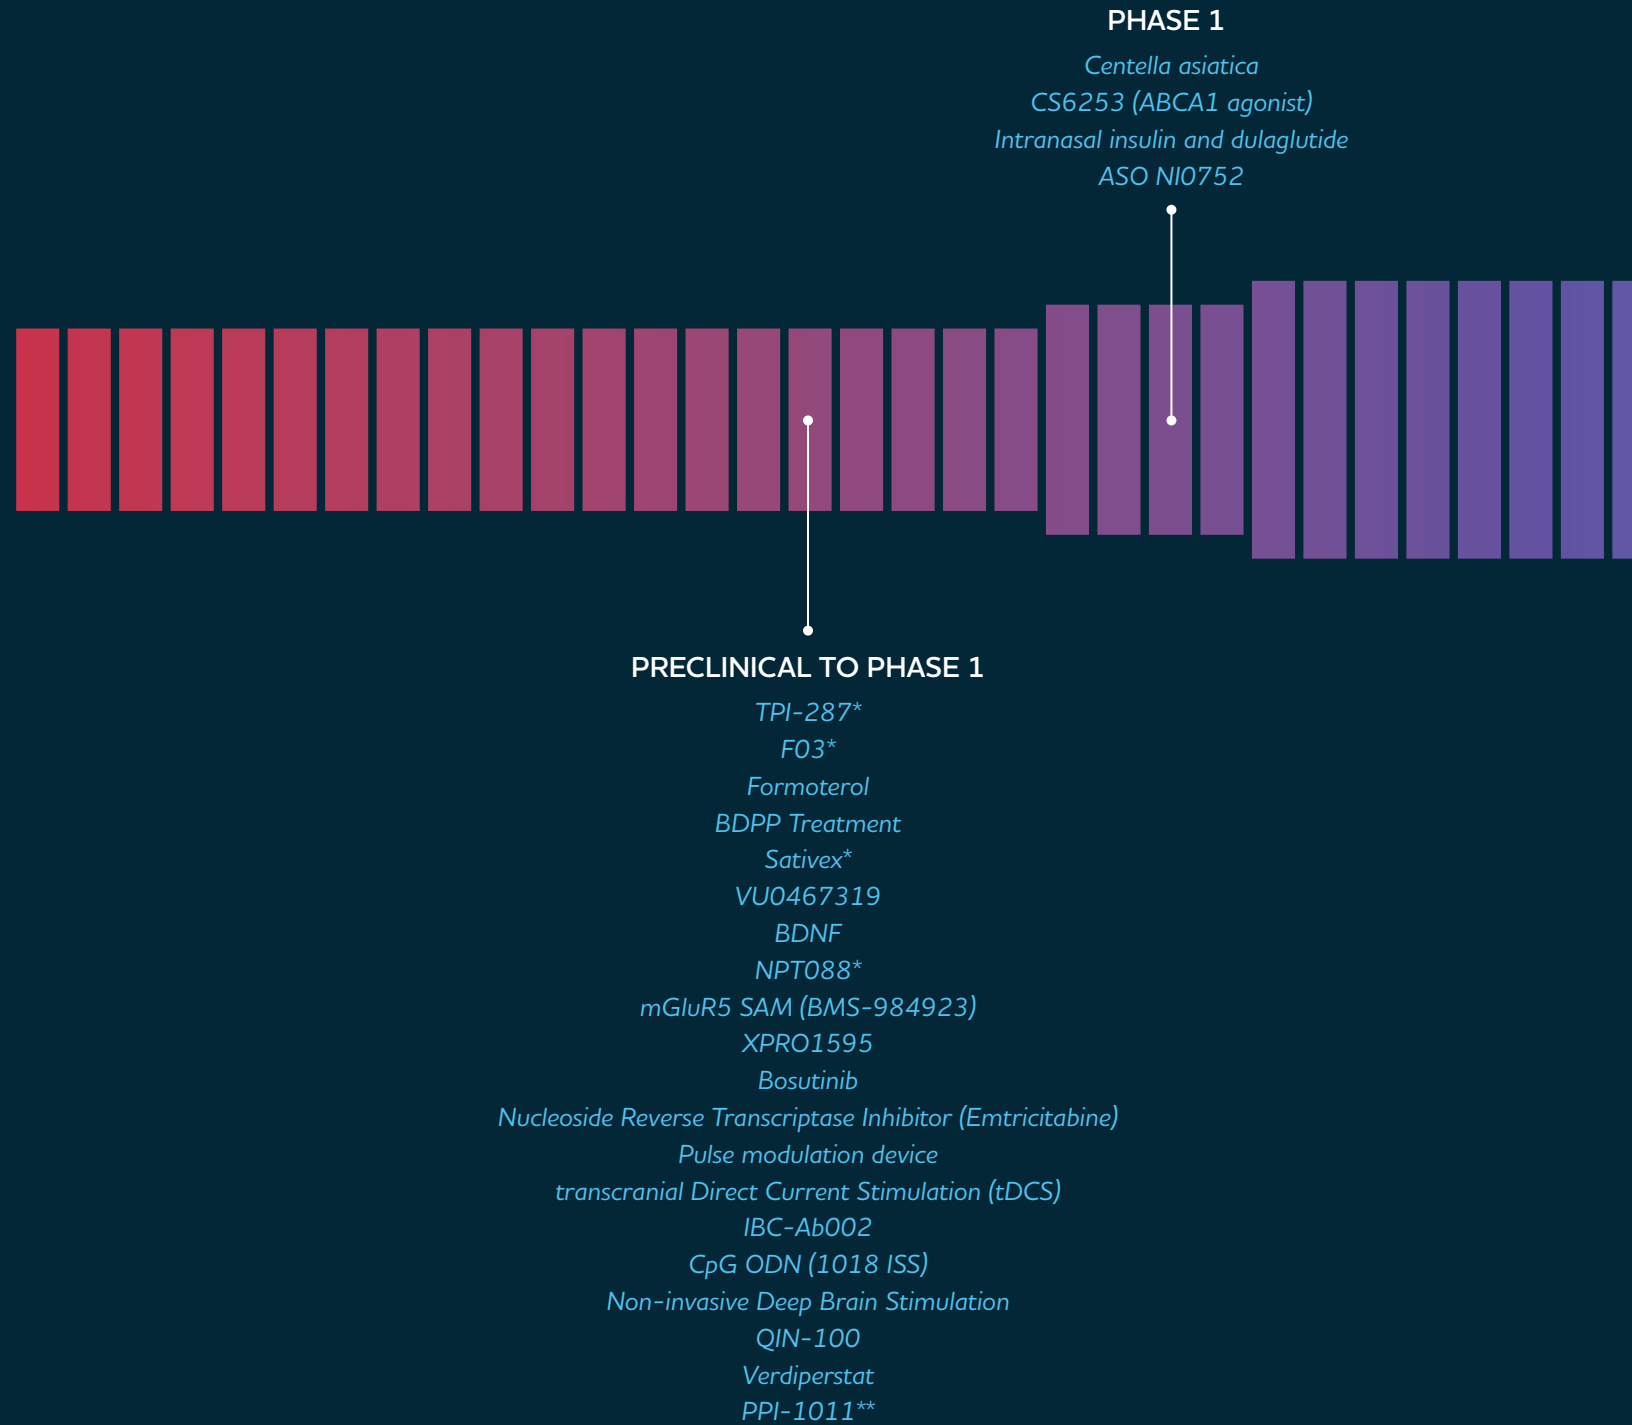 PHASE 1
Centella asiatica
CS6253 (ABCA1 agonist)
Intranasal insulin and dulaglutide
ASO NI0752
PRECLINICAL TO PHASE 1
TPI-287*
F03*
Formoterol
BDPP Treatment
Sativex*
VU0467319
BDNF
NPT088*
mGluR5 SAM (BMS-984923)
XPRO1595
Bosutinib
Nucleoside Reverse Transcriptase Inhibitor (Emtricitabine)
Pulse modulation device
transcranial Direct Current Stimulation (tDCS)
IBC-Ab002
CpG ODN (1018 ISS)
Non-invasive Deep Brain Stimulation
QIN-100
Verdiperstat
PPI-1011**